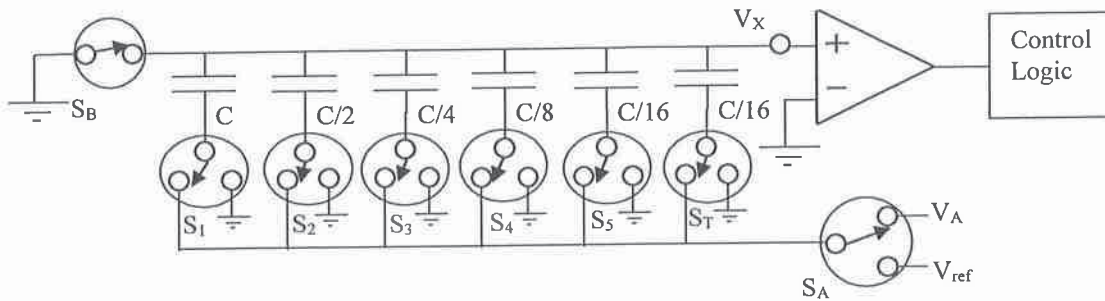 V_X
+
−
Control
Logic
S_B
C
C/2
C/4
C/8
C/16
C/16
S_1
S_2
S_3
S_4
S_5
S_T
V_A
V_ref
S_A